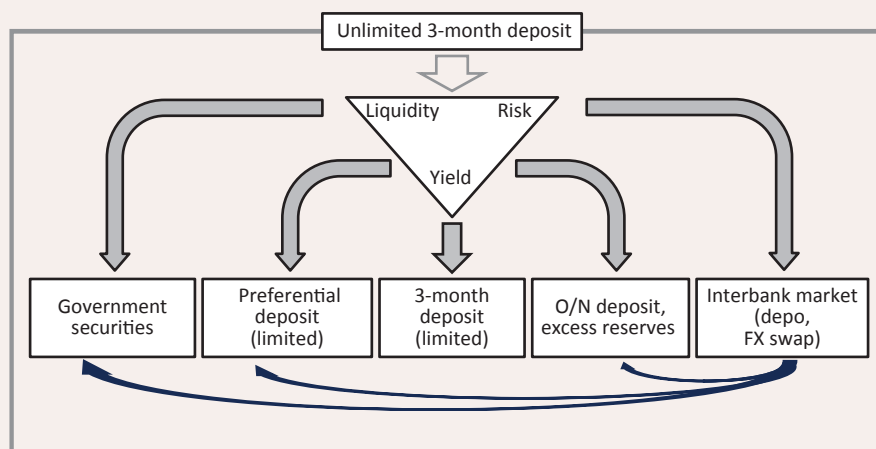 Unlimited 3-month deposit
Liquidity
Risk
Yield
Government
securities
Preferential
deposit
(limited)
3-month
deposit
(limited)
O/N deposit,
excess reserves
Interbank market
(depo,
FX swap)